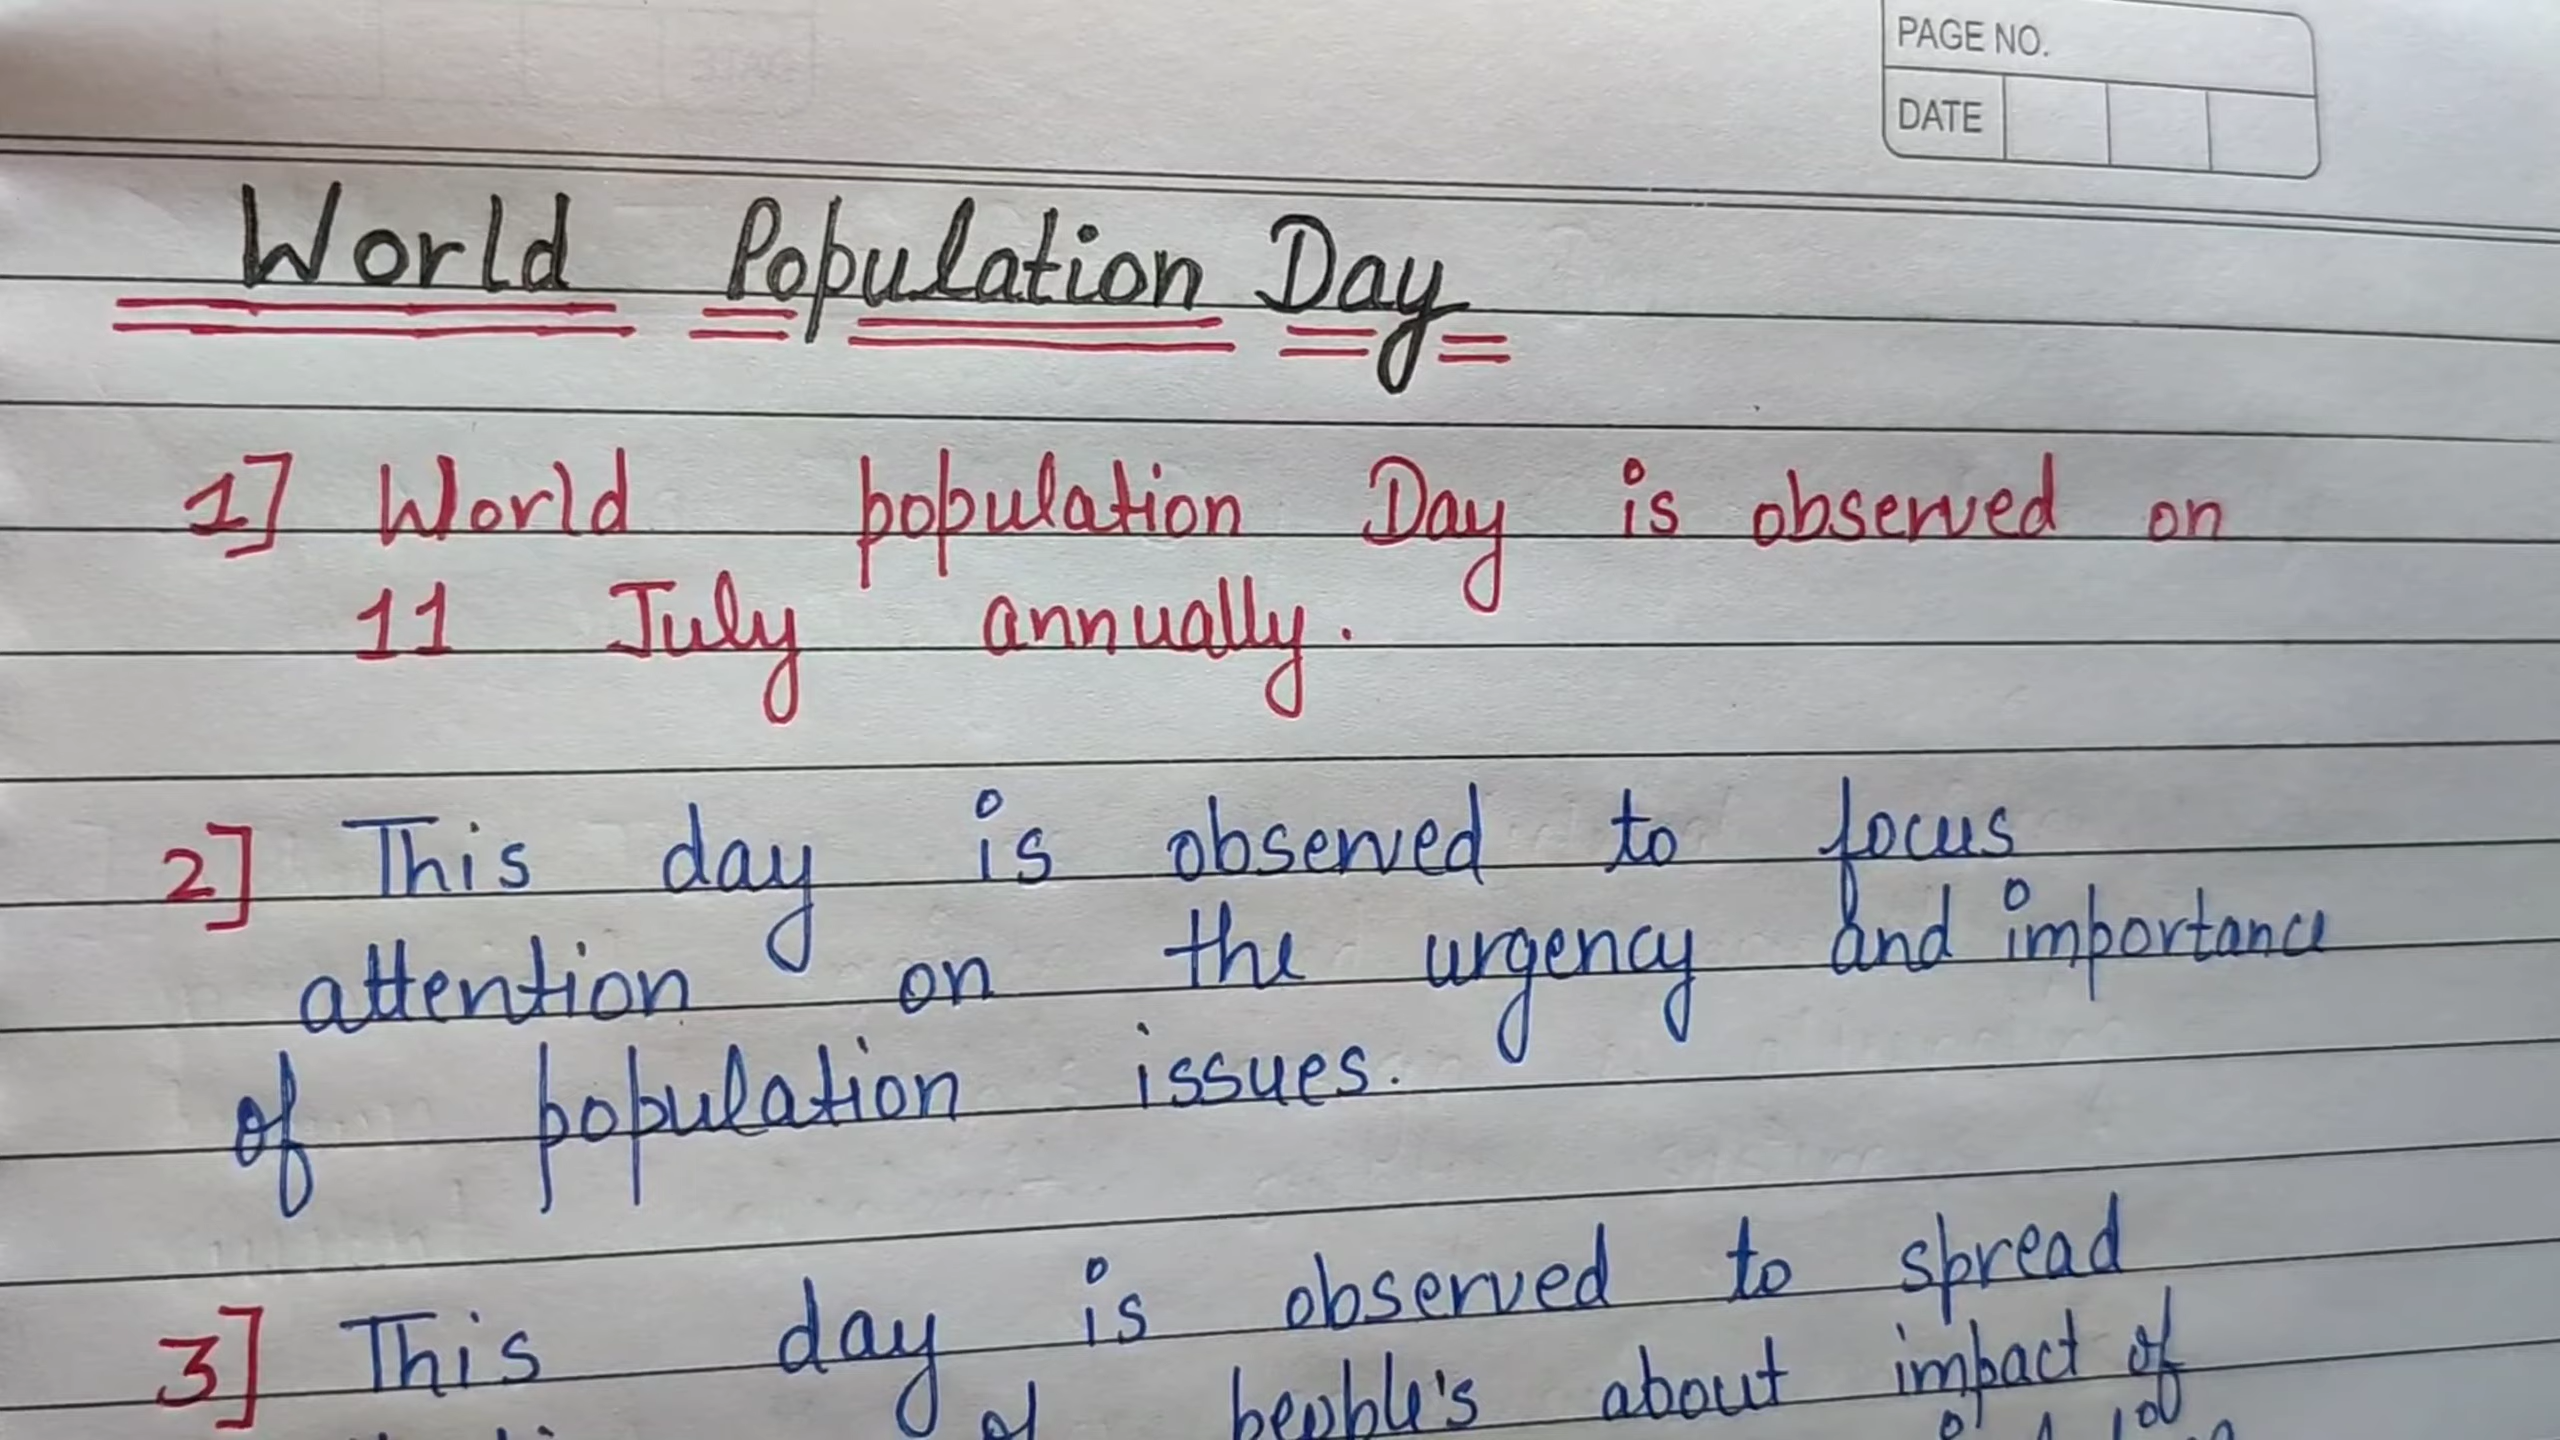 PAGE NO.
DATE
World Population Day
1] World population Day is observed on
11 July annually.
2] This day is observed to focus
attention on the urgency and importance
of population issues.
3] This day is observed to spread
of people's about impact of